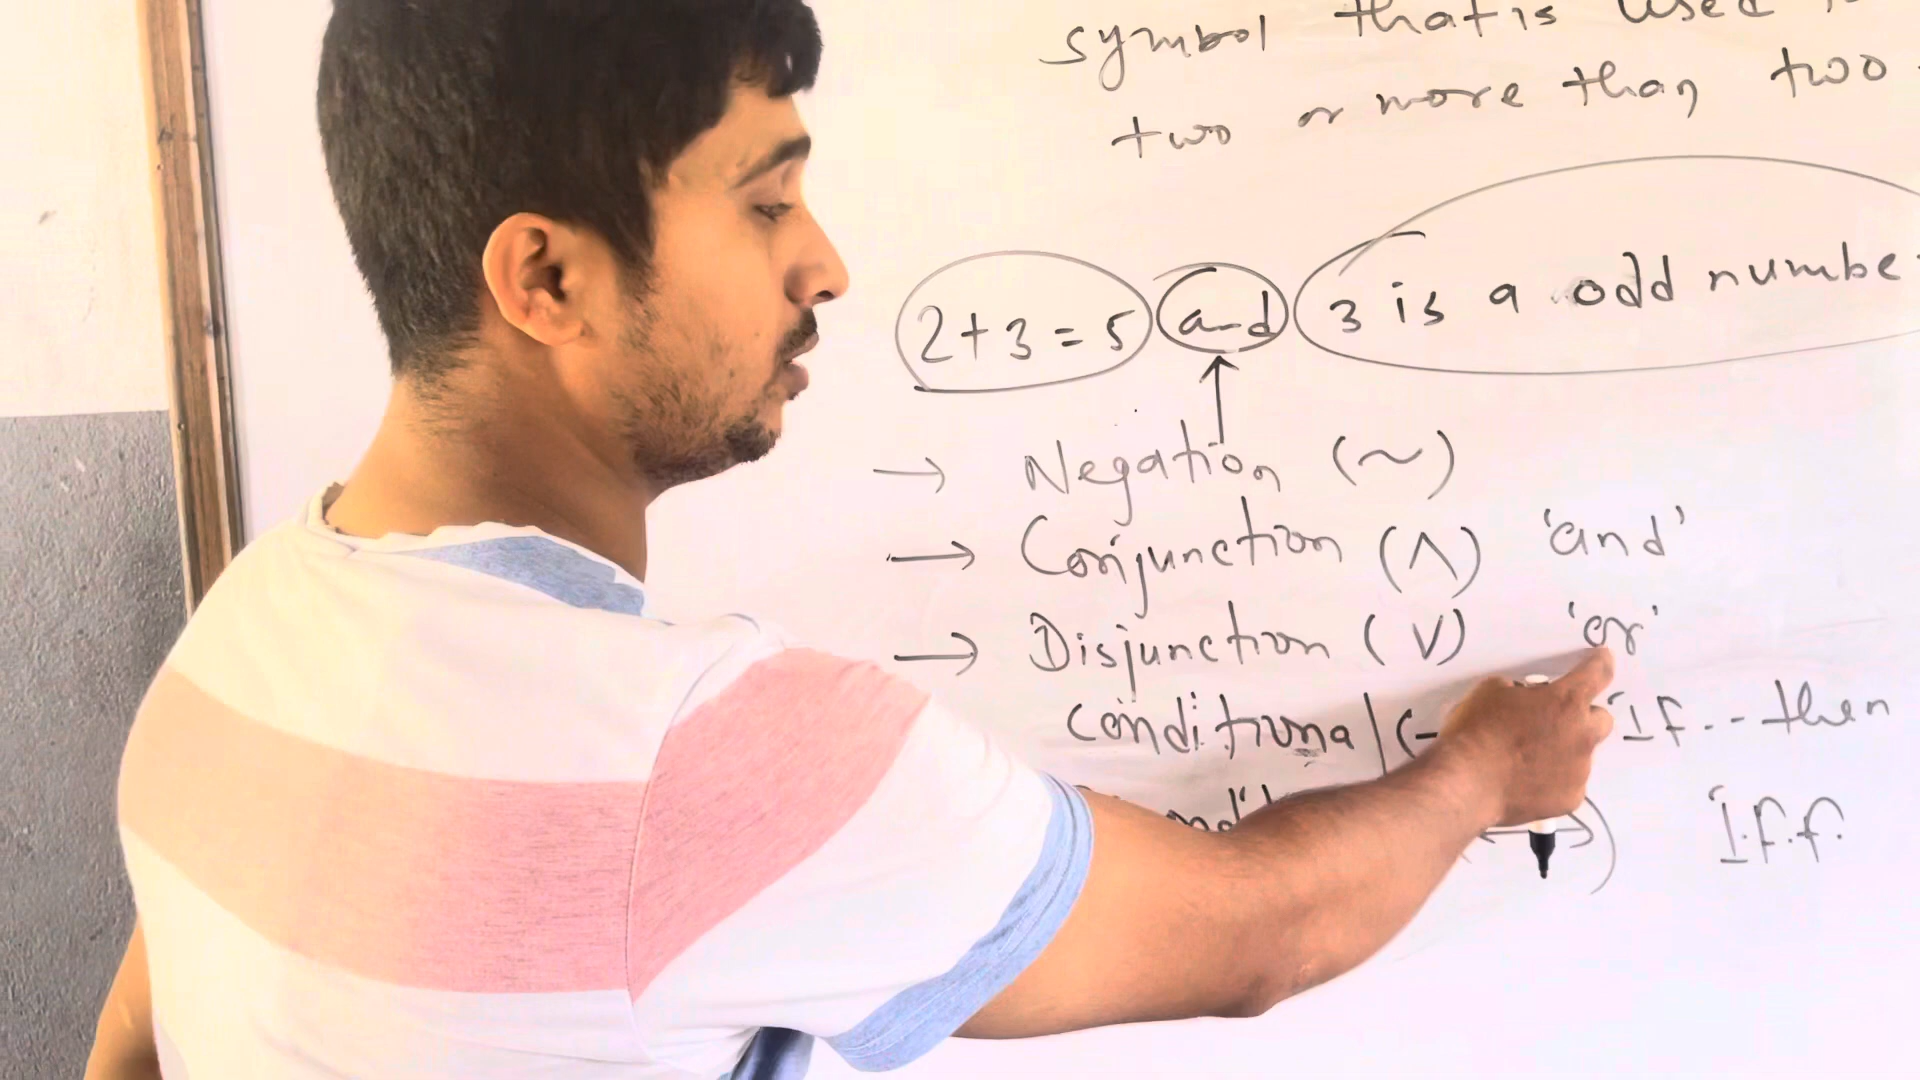 symbol that is used
two or more than two
2+3=5 and 3 is a odd numbe
→ Negation (~)
→ Conjunction (∧) 'and'
→ Disjunction (∨) 'or'
Conditional (- If -- then
I.f.f.